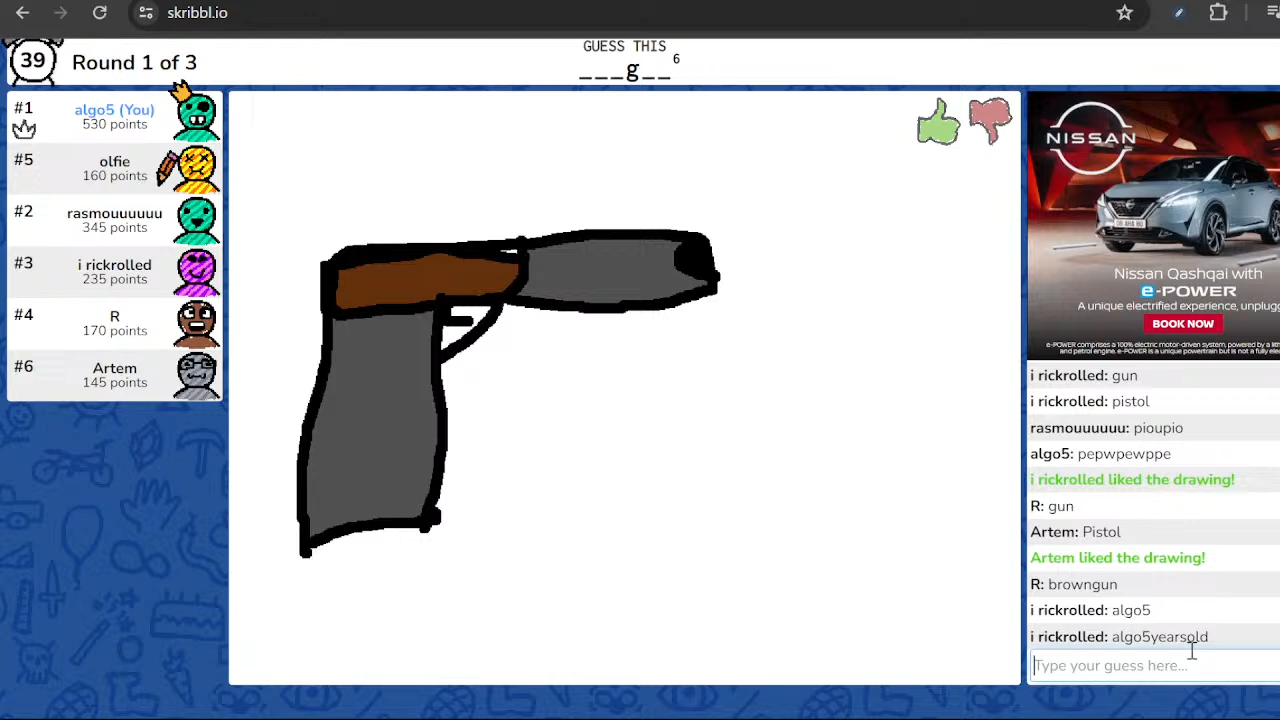 skribbl.io
39
Round 1 of 3
GUESS THIS
___g__ 6
#1
algo5 (You)
530 points
#5
olfie
160 points
#2
rasmouuuuuu
345 points
#3
i rickrolled
235 points
#4
R
170 points
#6
Artem
145 points
NISSAN
Nissan Qashqai with
e-POWER
A unique electrified experience, unplugg
BOOK NOW
i rickrolled: gun
i rickrolled: pistol
rasmouuuuuu: pioupio
algo5: pepwpewppe
i rickrolled liked the drawing!
R: gun
Artem: Pistol
Artem liked the drawing!
R: browngun
i rickrolled: algo5
i rickrolled: algo5yearsold
Type your guess here...